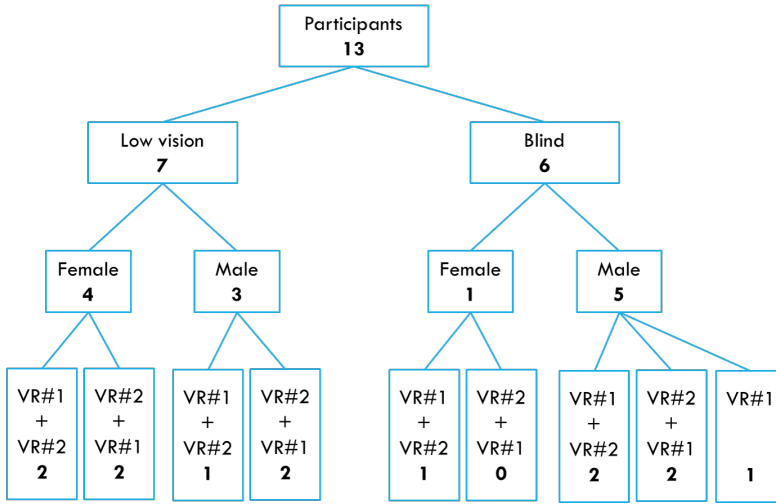 Participants
13
Low vision
7
Blind
6
Female
4
Male
3
Female
1
Male
5
VR#1
+
VR#2
2
VR#2
+
VR#1
2
VR#1
+
VR#2
1
VR#2
+
VR#1
2
VR#1
+
VR#2
1
VR#2
+
VR#1
0
VR#1
+
VR#2
2
VR#2
+
VR#1
2
VR#1
1